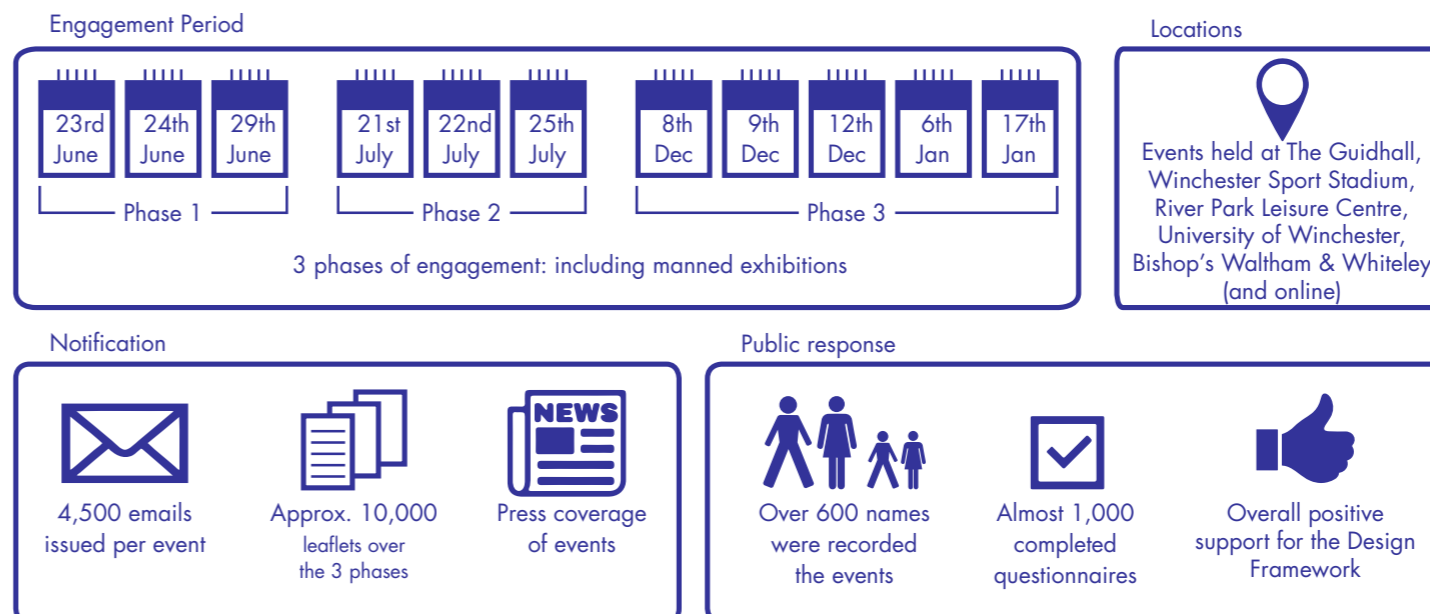 Engagement Period
23rd
June
24th
June
29th
June
Phase 1
21st
July
22nd
July
25th
July
Phase 2
8th
Dec
9th
Dec
12th
Dec
6th
Jan
17th
Jan
Phase 3
3 phases of engagement: including manned exhibitions
Locations
Events held at The Guidhall,
Winchester Sport Stadium,
River Park Leisure Centre,
University of Winchester,
Bishop's Waltham & Whiteley
(and online)
Notification
4,500 emails
issued per event
Approx. 10,000
leaflets over
the 3 phases
NEWS
Press coverage
of events
Public response
Over 600 names
were recorded
the events
Almost 1,000
completed
questionnaires
Overall positive
support for the Design
Framework